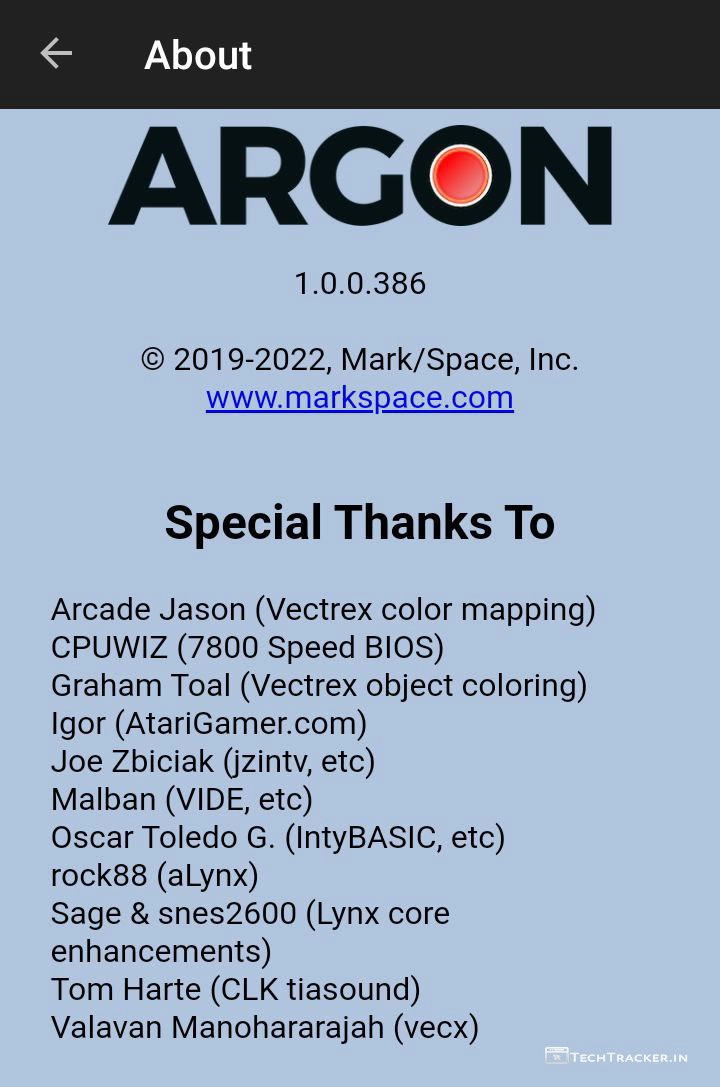 About
ARGON
1.0.0.386
© 2019-2022, Mark/Space, Inc.
www.markspace.com
Special Thanks To
Arcade Jason (Vectrex color mapping)
CPUWIZ (7800 Speed BIOS)
Graham Toal (Vectrex object coloring)
Igor (AtariGamer.com)
Joe Zbiciak (jzintv, etc)
Malban (VIDE, etc)
Oscar Toledo G. (IntyBASIC, etc)
rock88 (aLynx)
Sage & snes2600 (Lynx core
enhancements)
Tom Harte (CLK tiasound)
Valavan Manohararajah (vecx)
TECHTRACKER.IN